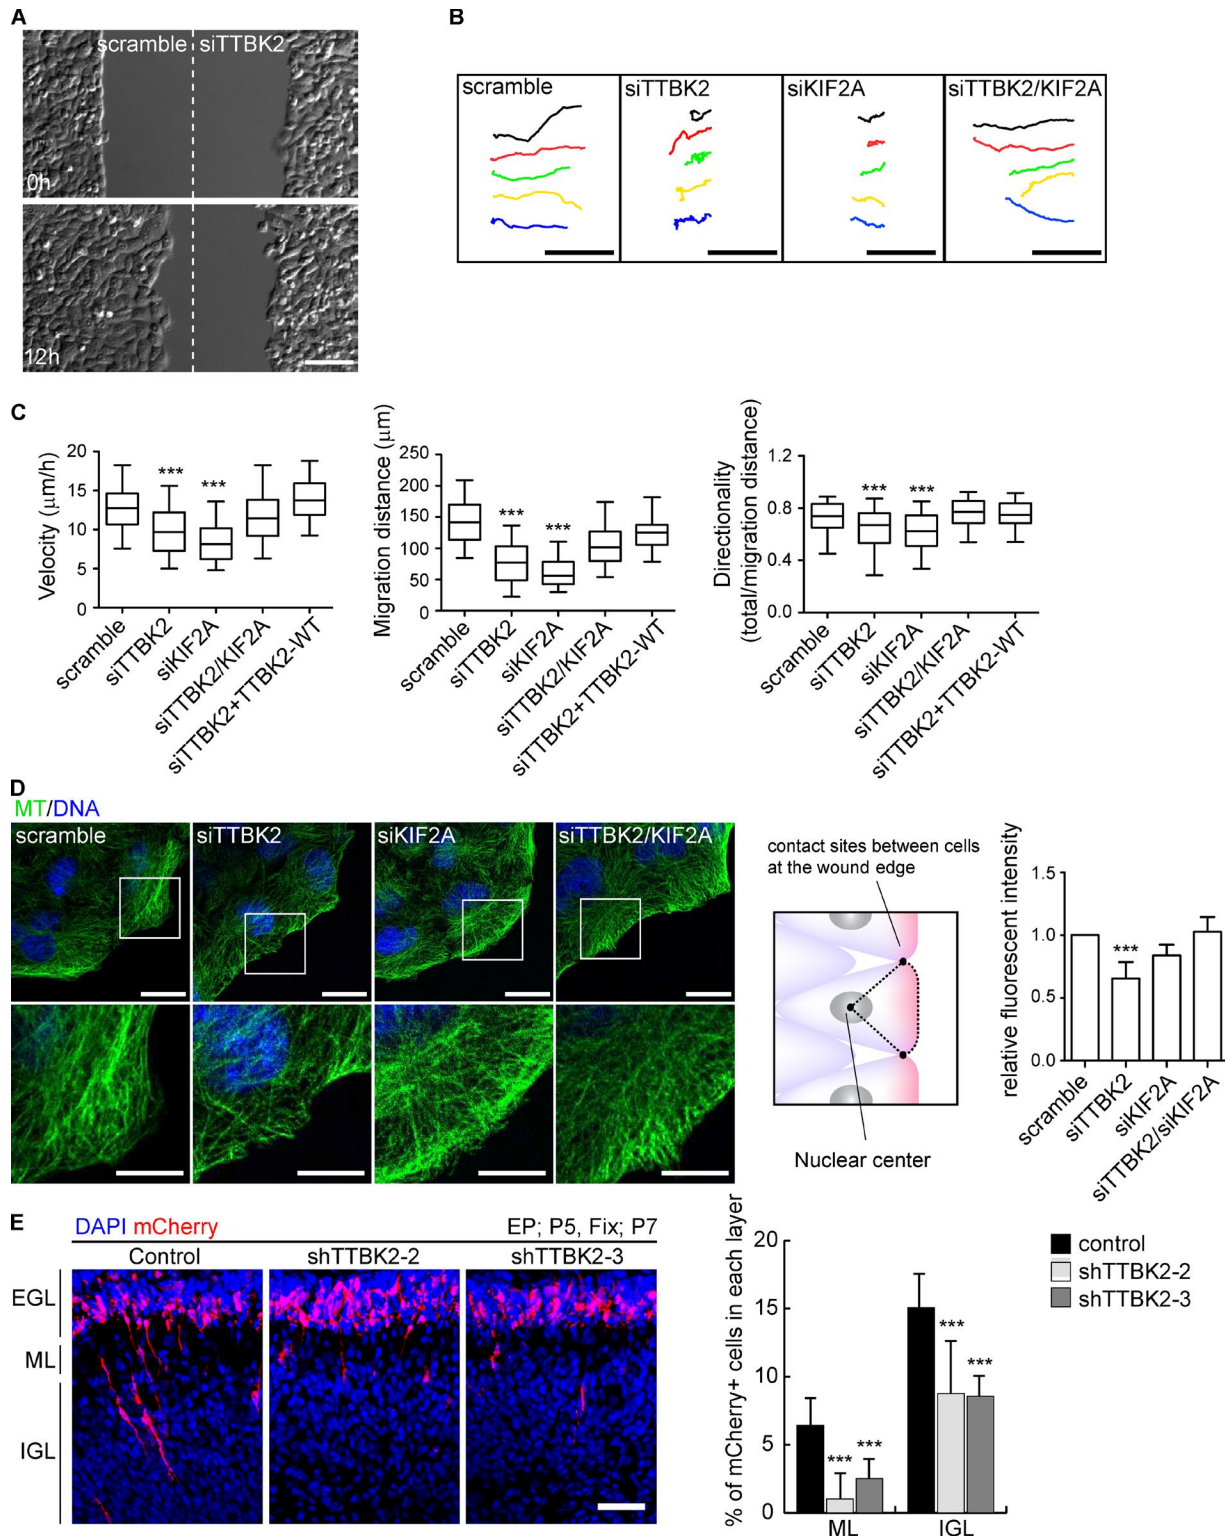 A
scramble siTTBK2
0h
12h
B
scramble
siTTBK2
siKIF2A
siTTBK2/KIF2A
C
Velocity (μm/h)
20
15
10
5
0
scramble
siTTBK2
siKIF2A
siTTBK2/KIF2A
siTTBK2+TTBK2-WT
***
***
Migration distance (μm)
250
200
150
100
50
0
scramble
siTTBK2
siKIF2A
siTTBK2/KIF2A
siTTBK2+TTBK2-WT
***
***
Directionality
(total/migration distance)
1.2
0.8
0.4
0.0
scramble
siTTBK2
siKIF2A
siTTBK2/KIF2A
siTTBK2+TTBK2-WT
***
***
D
MT/DNA
scramble
siTTBK2
siKIF2A
siTTBK2/KIF2A
contact sites between cells
at the wound edge
Nuclear center
relative fluorescent intensity
1.5
1.0
0.5
0.0
***
scramble
siTTBK2
siKIF2A
siTTBK2/siKIF2A
E
DAPI mCherry
EP; P5, Fix; P7
Control
shTTBK2-2
shTTBK2-3
EGL
ML
IGL
% of mCherry+ cells in each layer
20
15
10
5
0
***
***
***
***
ML
IGL
control
shTTBK2-2
shTTBK2-3